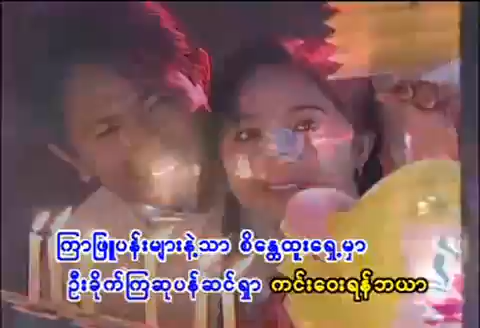 ကြာဖြူပန်းများနဲ့သာ စိန္တေထူးရှေ့မှာ
ဦးခိုက်ကြဆုပန်ဆင်ရှာ ကင်းဝေးရန်ဘယာ